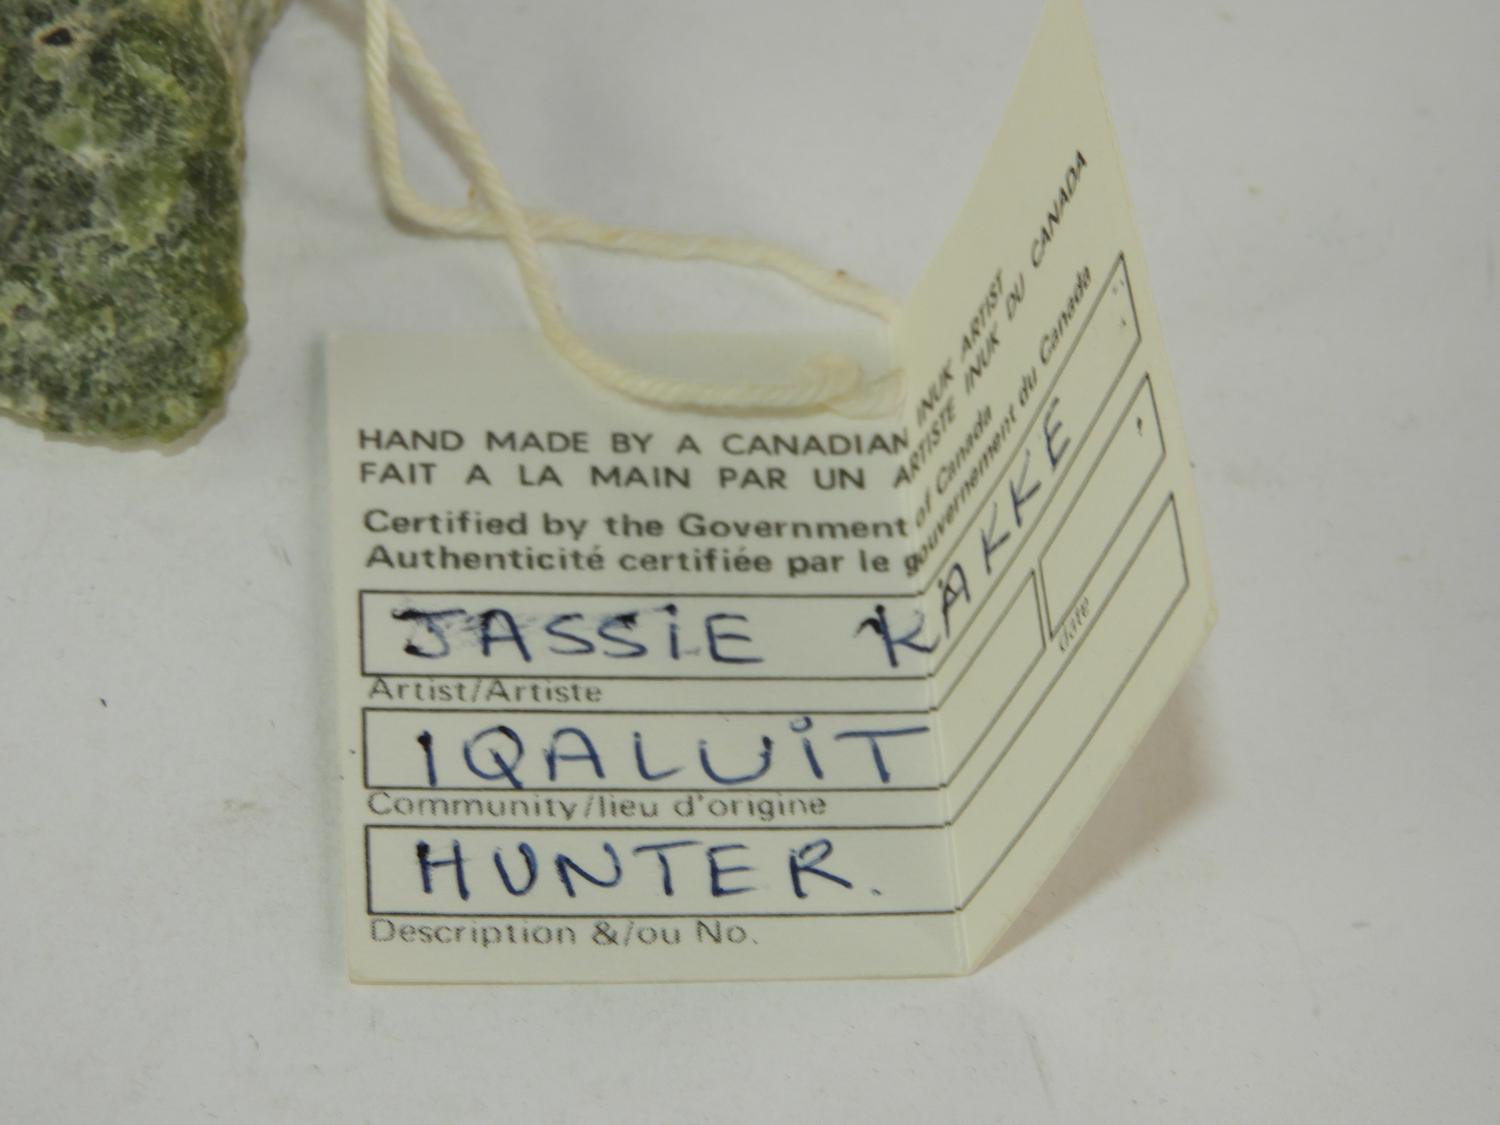 HAND MADE BY A CANADIAN INUK ARTIST
FAIT A LA MAIN PAR UN ARTISTE INUK DU CANADA
Certified by the Government of Canada
Authenticité certifiée par le gouvernement du Canada
JASSIE KAKKE
Artist/Artiste
IQALUIT
Community/lieu d'origine
date
HUNTER.
Description &/ou No.